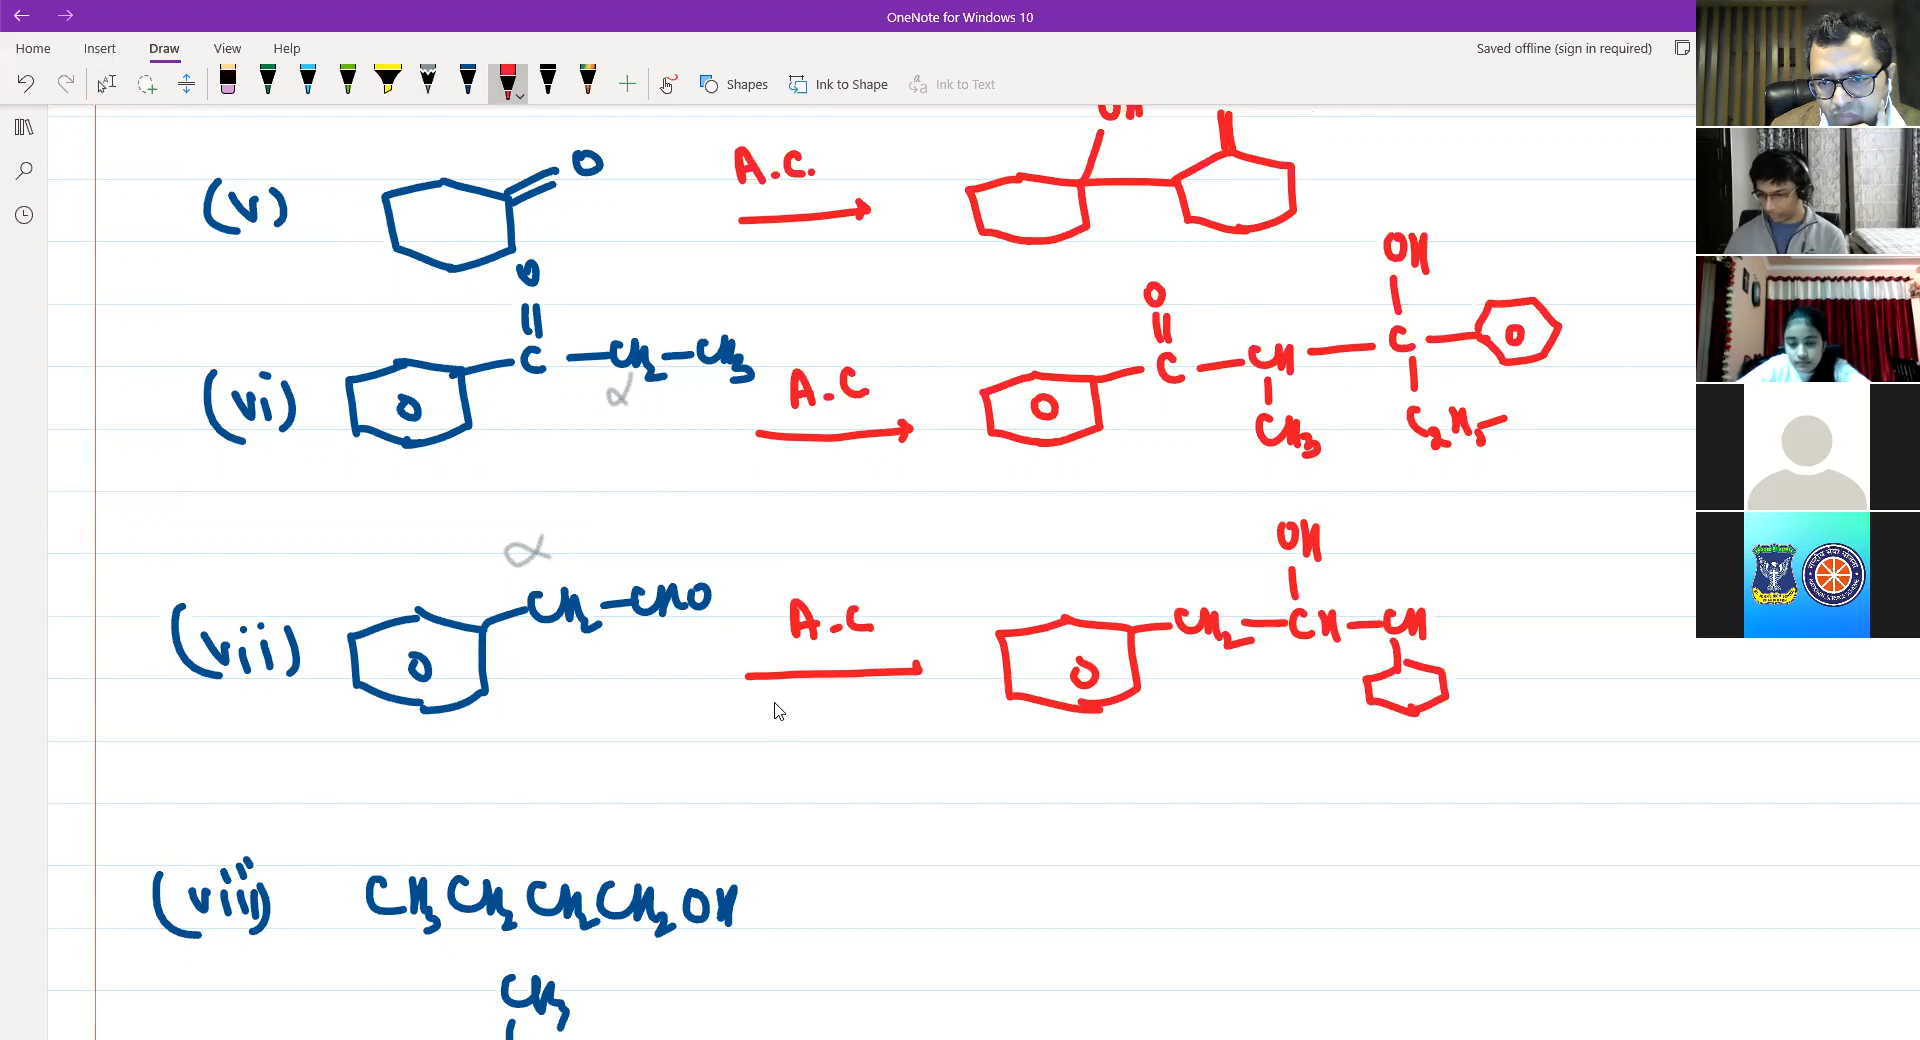 OneNote for Windows 10
Home Insert Draw View Help
Saved offline (sign in required)
Shapes Ink to Shape Ink to Text
(v) O A.C. OH
(vi) O C CH2 CH3 α A.C O C CH CH3 OH C C2H5
(vii) α CH2 CHO A.C CH2 CH OH CH
(viii) CH3CH2CH2CH2OH
CH3